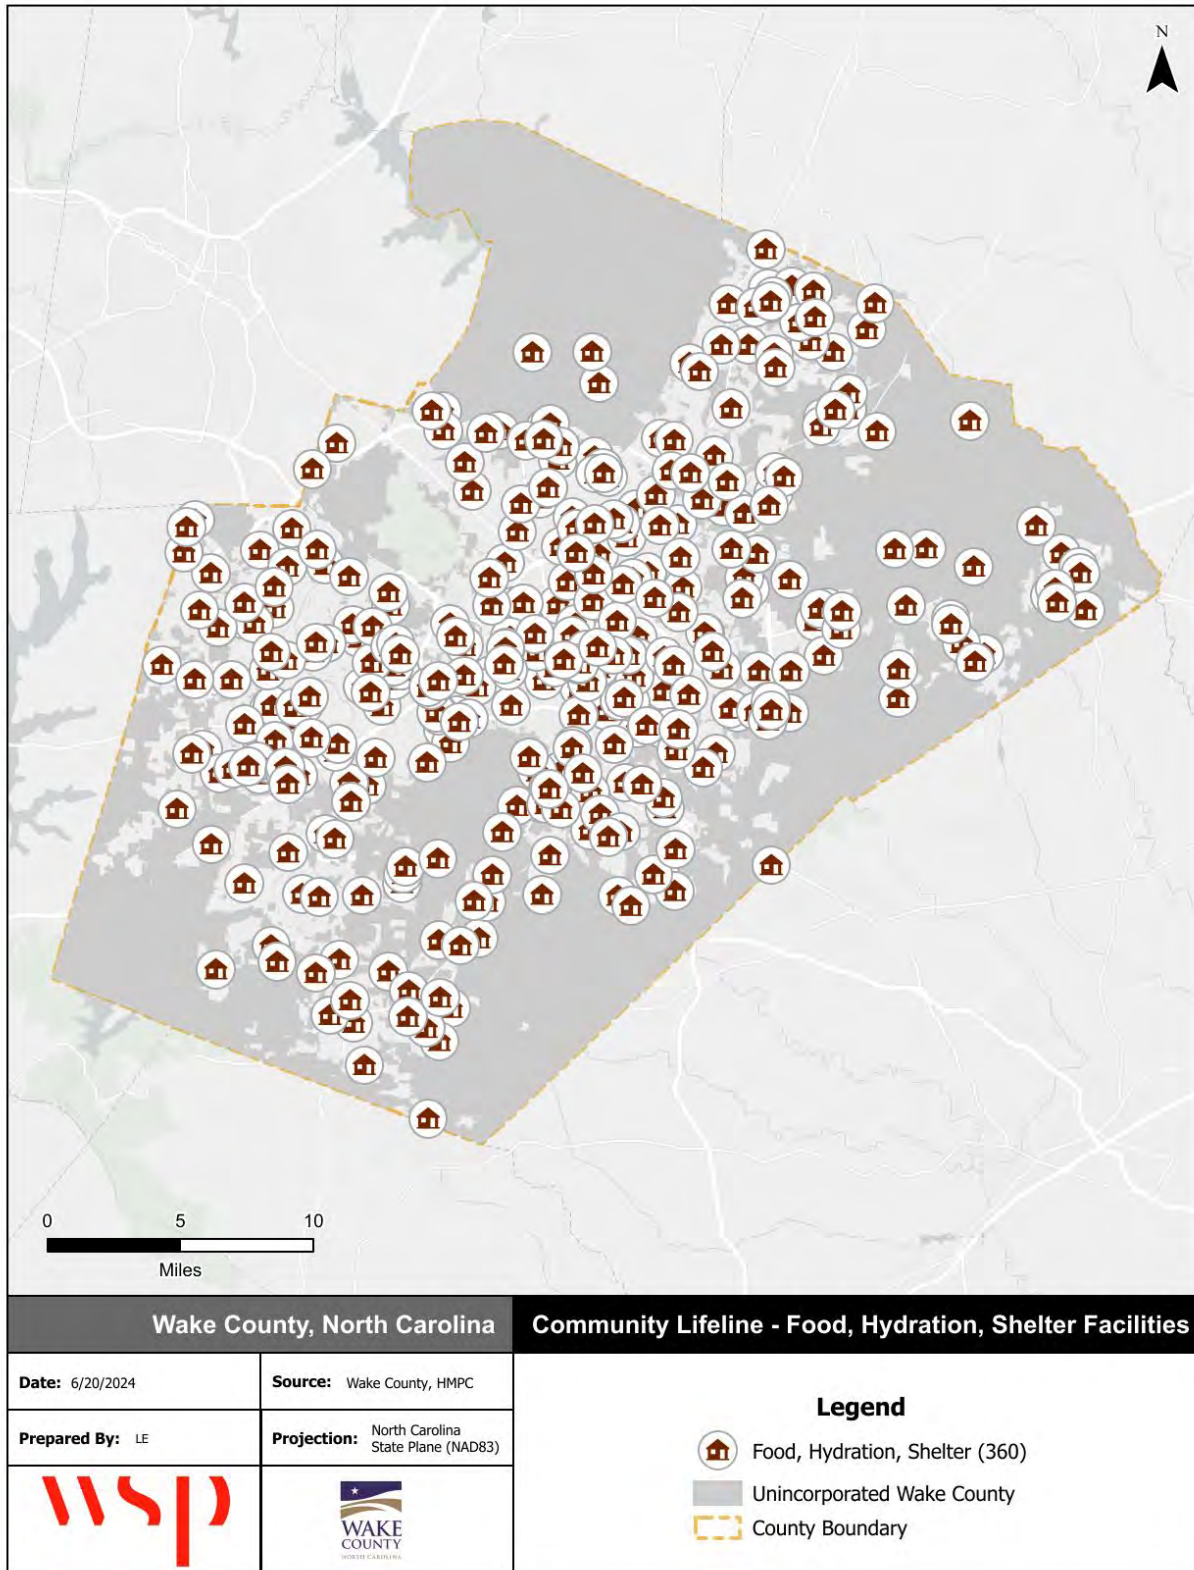 N
0 5 10
Miles
Wake County, North Carolina
Community Lifeline - Food, Hydration, Shelter Facilities
Date: 6/20/2024
Source: Wake County, HMPC
Prepared By: LE
Projection: North Carolina
State Plane (NAD83)
wsp
WAKE
COUNTY
NORTH CAROLINA
Legend
Food, Hydration, Shelter (360)
Unincorporated Wake County
County Boundary